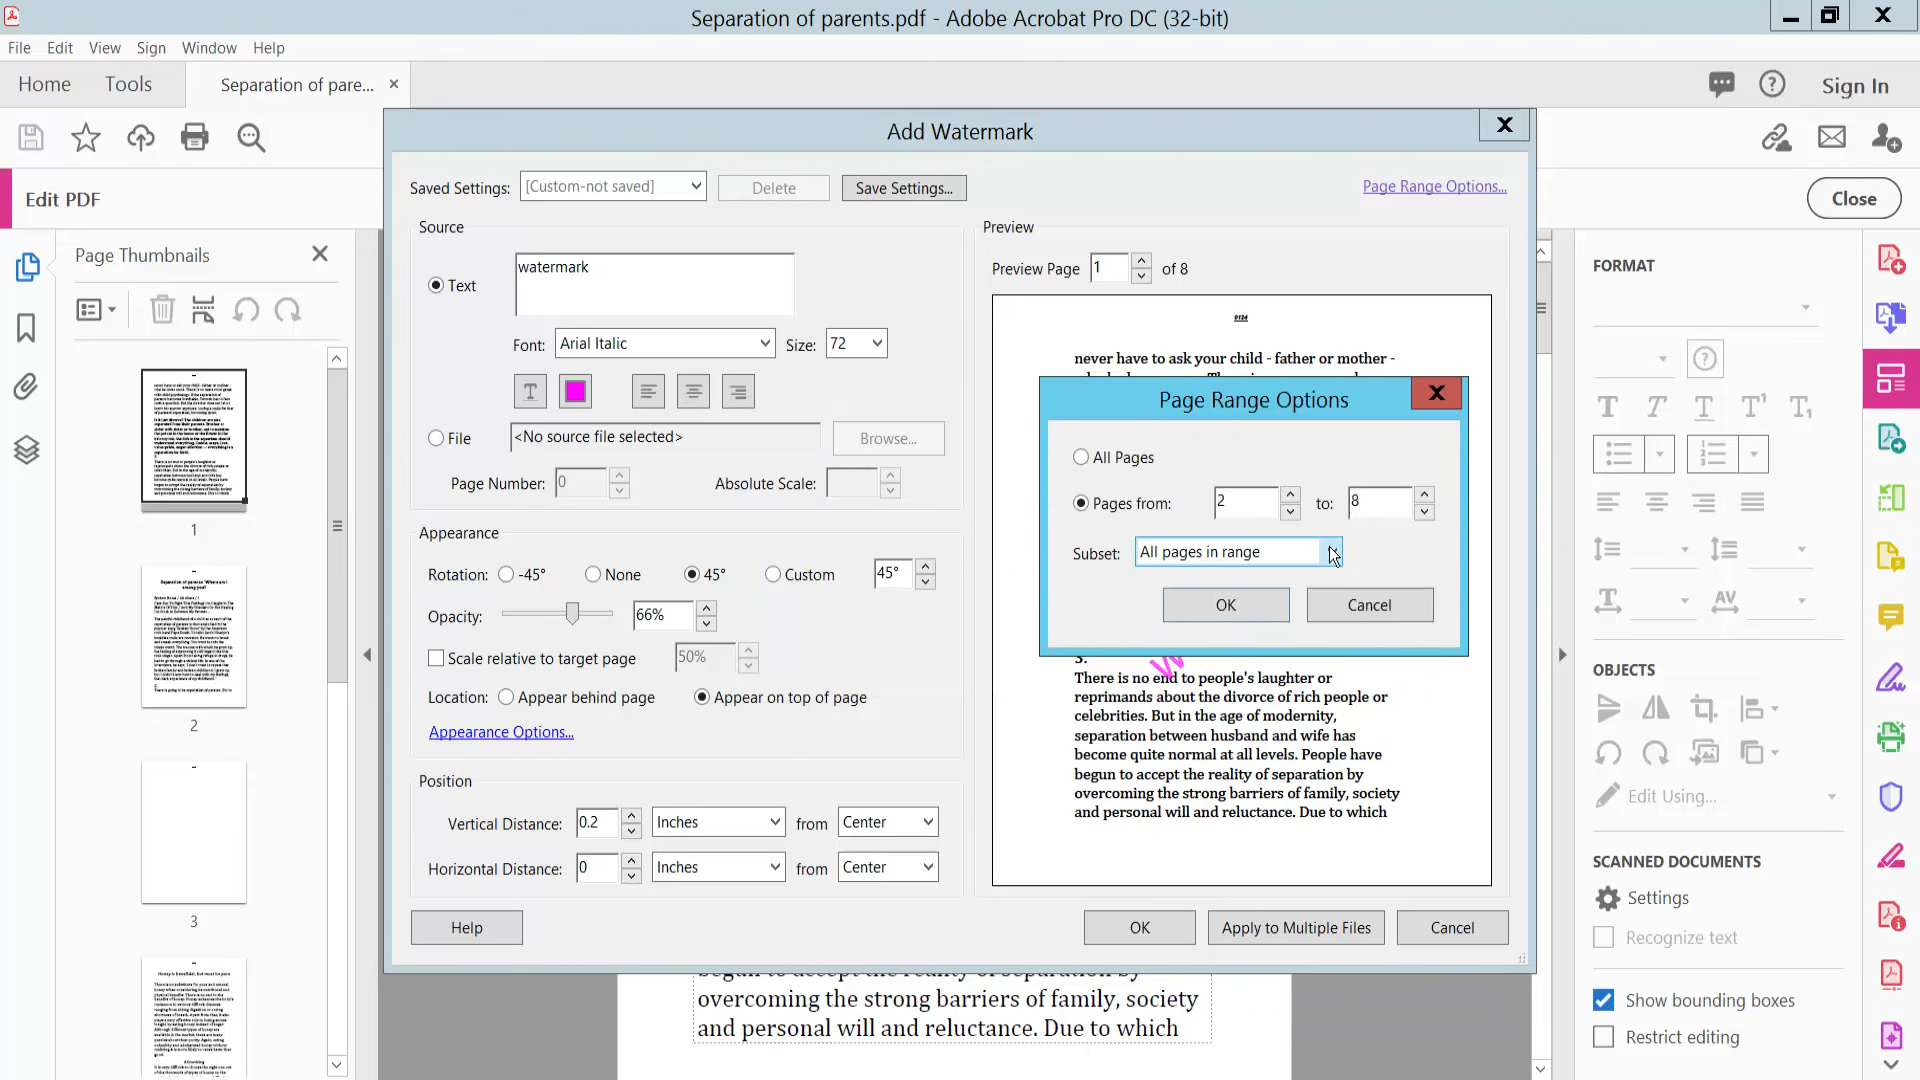 Separation of parents.pdf - Adobe Acrobat Pro DC (32-bit)
File Edit View Sign Window Help
Home Tools Separation of paren... Sign In
Edit PDF
Close
Page Thumbnails
1
2
3
Add Watermark
Saved Settings: [Custom-not saved] Delete Save Settings... Page Range Options...
Source
Text watermark
Font: Arial Italic Size: 72
File <No source file selected> Browse...
Page Number: 0 Absolute Scale:
Appearance
Rotation: -45° None 45° Custom 45°
Opacity: 66%
Scale relative to target page 50%
Location: Appear behind page Appear on top of page
Appearance Options...
Position
Vertical Distance: 0.2 Inches from Center
Horizontal Distance: 0 Inches from Center
Help OK Apply to Multiple Files Cancel
Preview
Preview Page 1 of 8
0124
never have to ask your child - father or mother -
Page Range Options
All Pages
Pages from: 2 to: 8
Subset: All pages in range
OK Cancel
3.
There is no end to people's laughter or
reprimands about the divorce of rich people or
celebrities. But in the age of modernity,
separation between husband and wife has
become quite normal at all levels. People have
begun to accept the reality of separation by
overcoming the strong barriers of family, society
and personal will and reluctance. Due to which
begun to accept the reality of separation by
overcoming the strong barriers of family, society
and personal will and reluctance. Due to which
FORMAT
OBJECTS
Edit Using...
SCANNED DOCUMENTS
Settings
Recognize text
Show bounding boxes
Restrict editing